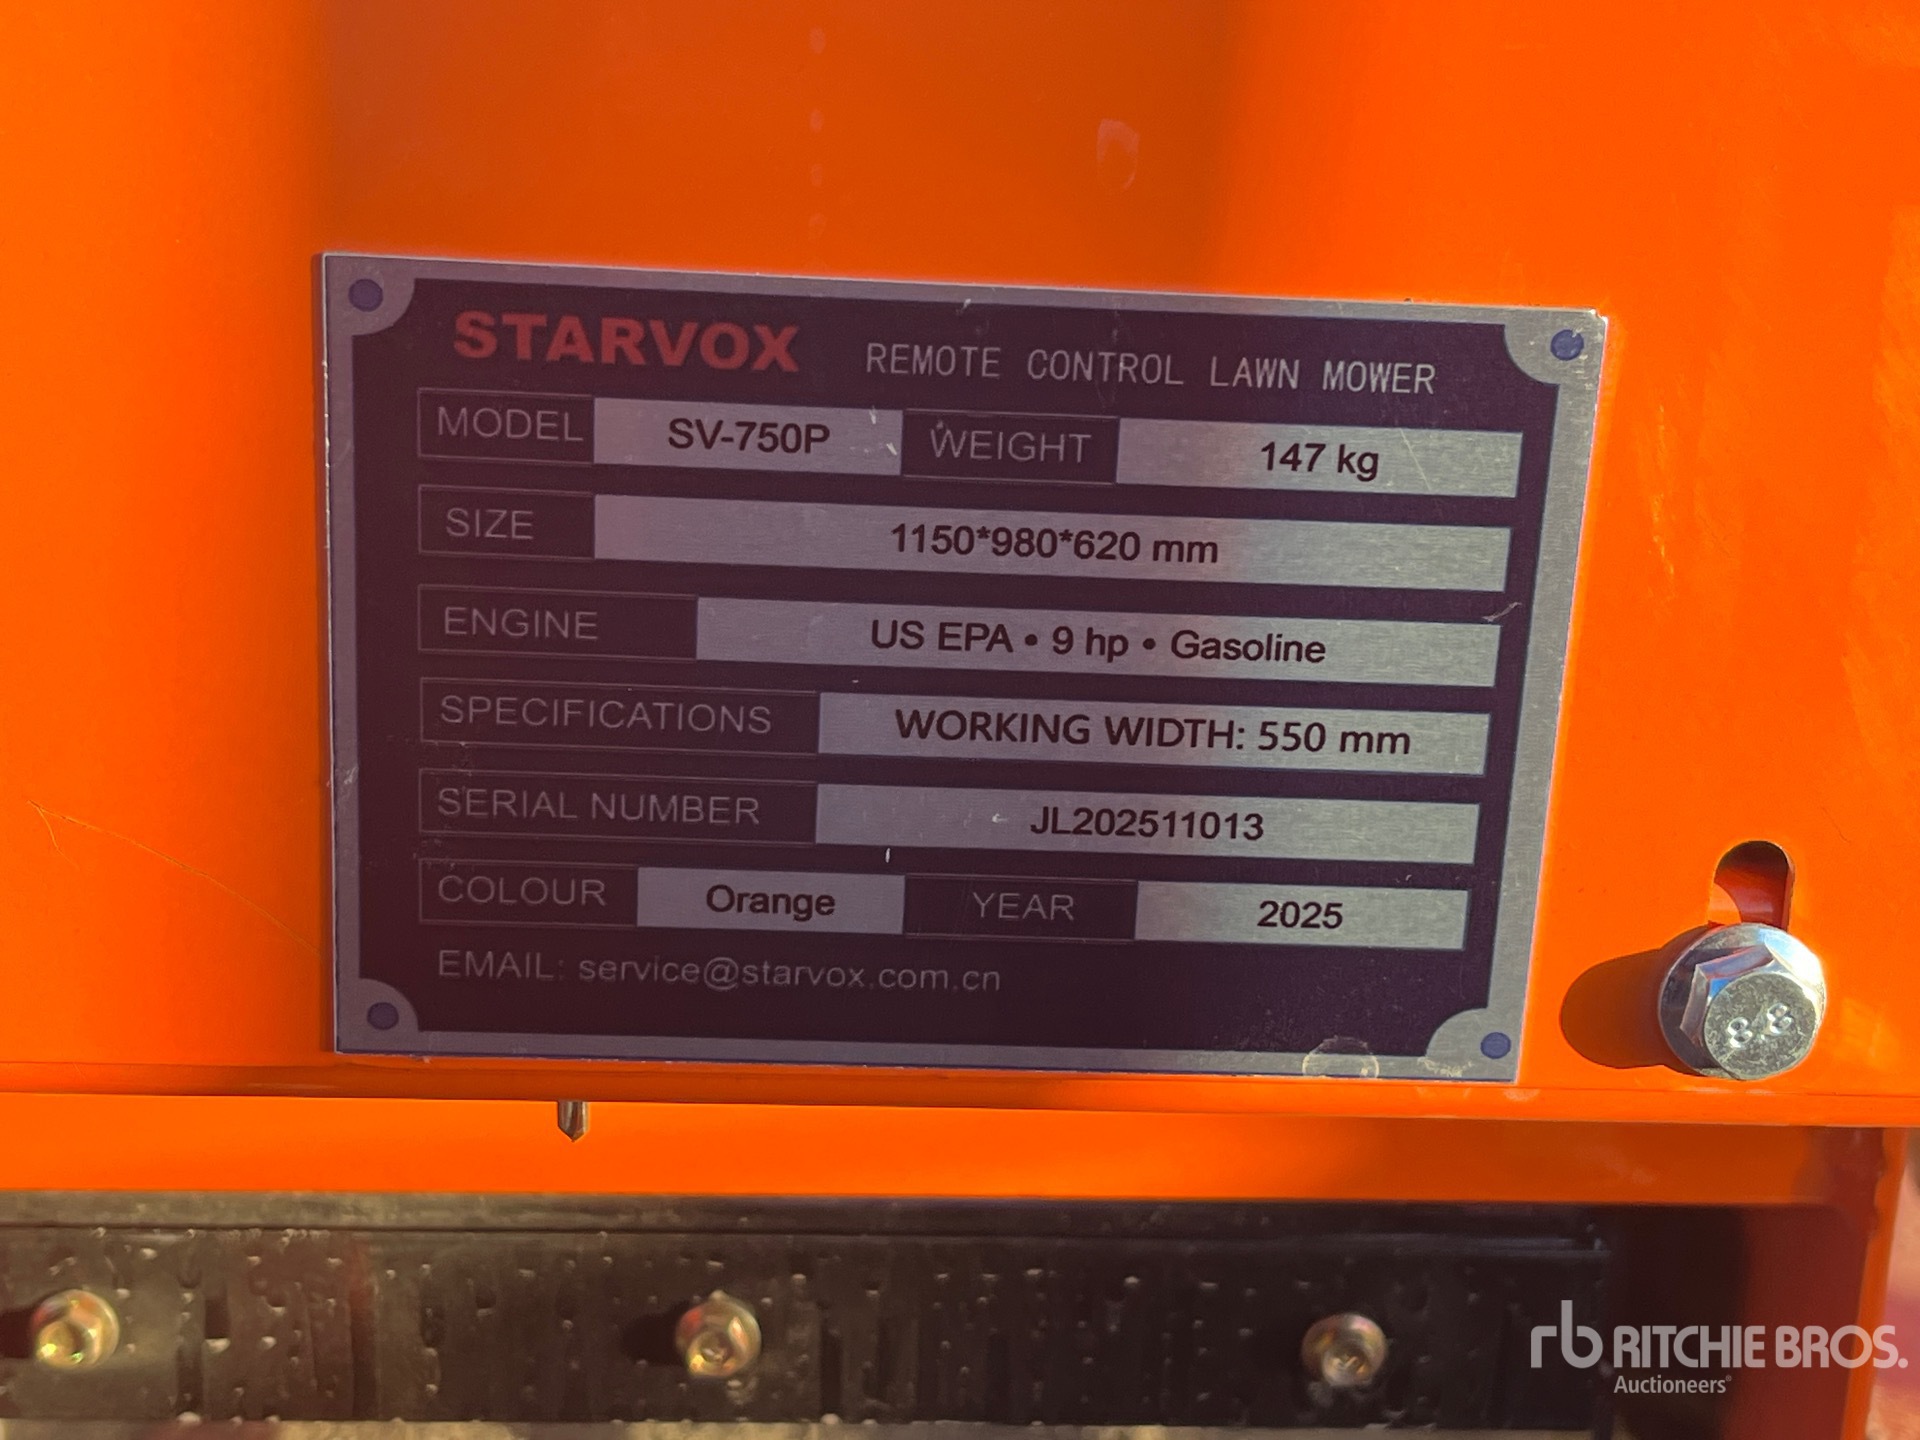 STARVOX REMOTE CONTROL LAWN MOWER
MODEL SV-750P WEIGHT 147 kg
SIZE 1150*980*620 mm
ENGINE US EPA • 9 hp • Gasoline
SPECIFICATIONS WORKING WIDTH: 550 mm
SERIAL NUMBER JL202511013
COLOUR Orange YEAR 2025
EMAIL: service@starvox.com.cn
8.8
rb RITCHIE BROS.
Auctioneers®